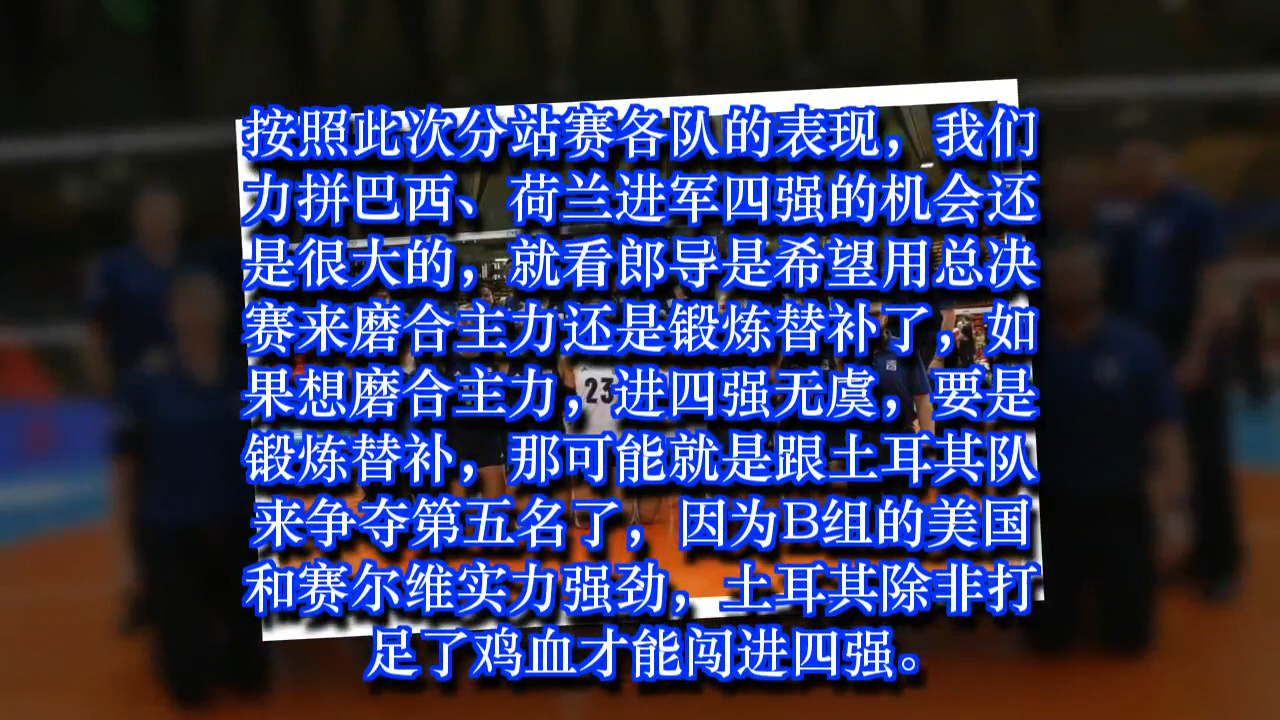 按照此次分站赛各队的表现，我们
力拼巴西、荷兰进军四强的机会还
是很大的，就看郎导是希望用总决
赛来磨合主力还是锻炼替补了，如
果想磨合主力，进四强无虞，要是
锻炼替补，那可能就是跟土耳其队
来争夺第五名了，因为B组的美国
和赛尔维实力强劲，土耳其除非打
足了鸡血才能闯进四强。
23